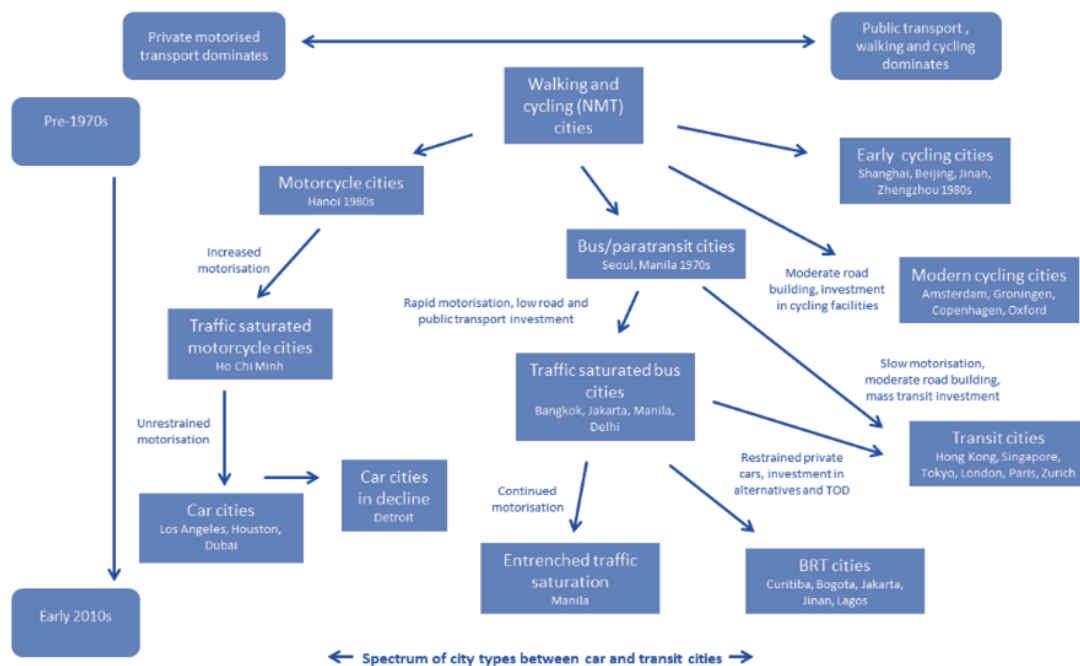 Private motorised
transport dominates
Public transport ,
walking and cycling
dominates
Walking and
cycling (NMT)
cities
Pre-1970s
Early cycling cities
Shanghai, Beijing, Jinan,
Zhengzhou 1980s
Motorcycle cities
Hanoi 1980s
Bus/paratransit cities
Seoul, Manila 1970s
Increased
motorisation
Moderate road
building, investment
in cycling facilities
Modern cycling cities
Amsterdam, Groningen,
Copenhagen, Oxford
Rapid motorisation, low road and
public transport investment
Traffic saturated
motorcycle cities
Ho Chi Minh
Traffic saturated bus
cities
Bangkok, Jakarta, Manila,
Delhi
Slow motorisation,
moderate road building,
mass transit investment
Unrestrained
motorisation
Transit cities
Hong Kong, Singapore,
Tokyo, London, Paris, Zurich
Restrained private
cars, investment in
alternatives and TOD
Car cities
in decline
Detroit
Continued
motorisation
Car cities
Los Angeles, Houston,
Dubai
Entrenched traffic
saturation
Manila
BRT cities
Curitiba, Bogota, Jakarta,
Jinan, Lagos
Early 2010s
Spectrum of city types between car and transit cities